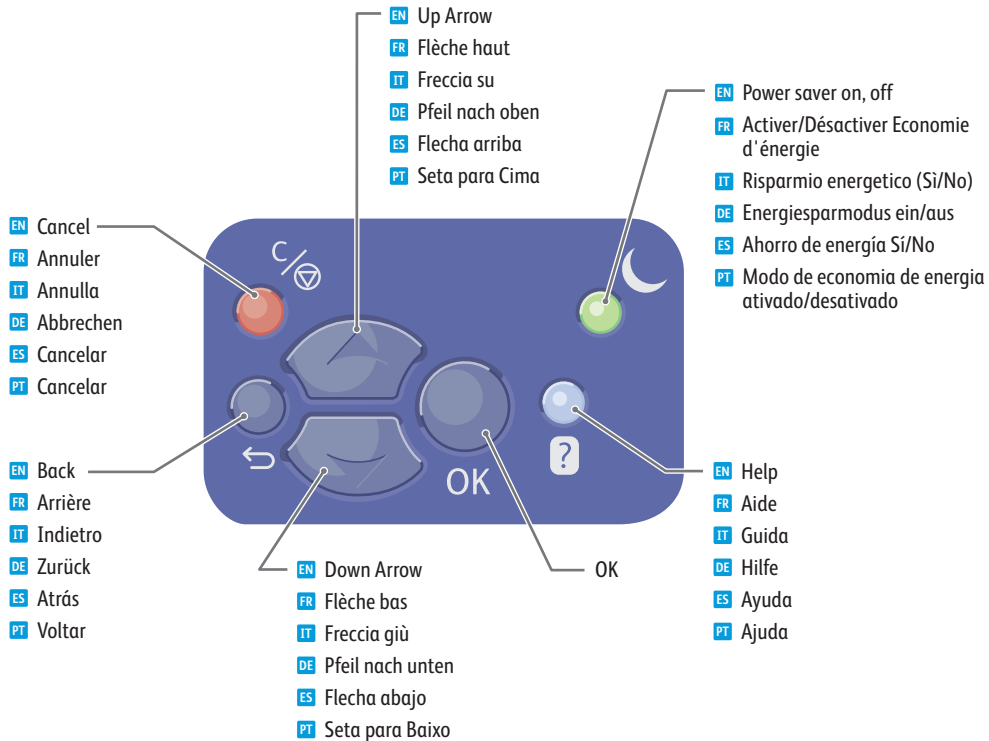 EN Up Arrow
FR Flèche haut
IT Freccia su
DE Pfeil nach oben
ES Flecha arriba
PT Seta para Cima
EN Power saver on, off
FR Activer/Désactiver Economie
d'énergie
IT Risparmio energetico (Sì/No)
DE Energiesparmodus ein/aus
ES Ahorro de energía Sí/No
PT Modo de economia de energia
ativado/desativado
EN Cancel
FR Annuler
IT Annulla
DE Abbrechen
ES Cancelar
PT Cancelar
C/
OK
?
EN Back
FR Arrière
IT Indietro
DE Zurück
ES Atrás
PT Voltar
EN Down Arrow
FR Flèche bas
IT Freccia giù
DE Pfeil nach unten
ES Flecha abajo
PT Seta para Baixo
OK
EN Help
FR Aide
IT Guida
DE Hilfe
ES Ayuda
PT Ajuda